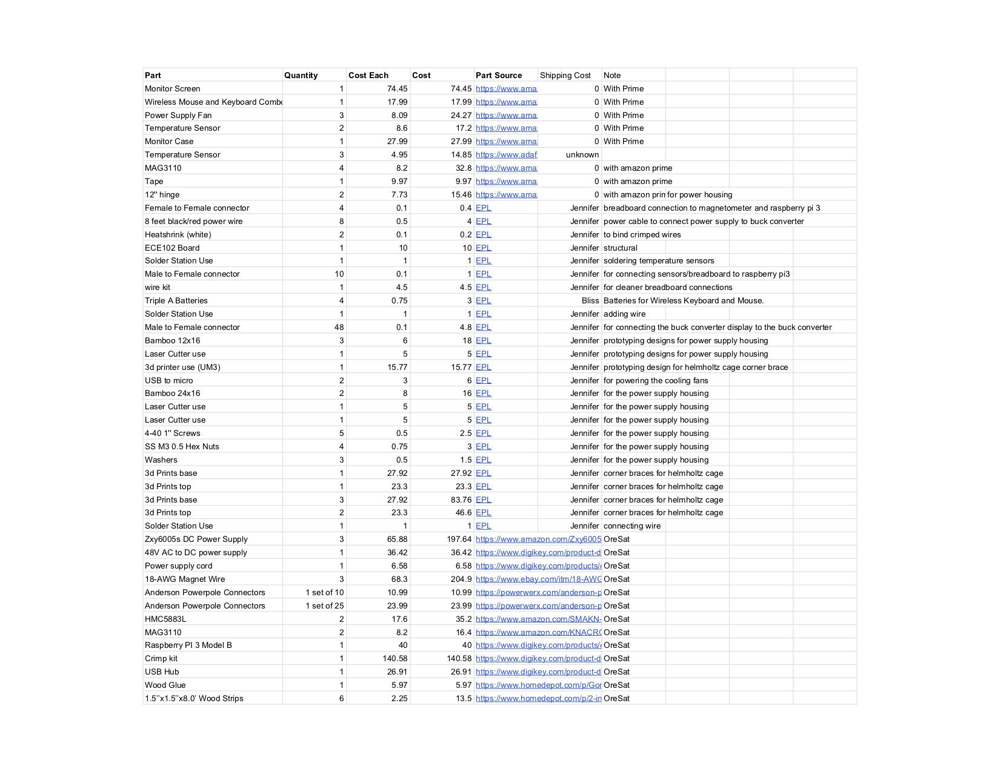 Part Quantity Cost Each Cost Part Source Shipping Cost Note
Monitor Screen 1 74.45 74.45 https://www.ama 0 With Prime
Wireless Mouse and Keyboard Combo 1 17.99 17.99 https://www.ama 0 With Prime
Power Supply Fan 3 8.09 24.27 https://www.ama 0 With Prime
Temperature Sensor 2 8.6 17.2 https://www.ama 0 With Prime
Monitor Case 1 27.99 27.99 https://www.ama 0 With Prime
Temperature Sensor 3 4.95 14.85 https://www.adaf unknown
MAG3110 4 8.2 32.8 https://www.ama 0 with amazon prime
Tape 1 9.97 9.97 https://www.ama 0 with amazon prime
12" hinge 2 7.73 15.46 https://www.ama 0 with amazon prin for power housing
Female to Female connector 4 0.1 0.4 EPL Jennifer breadboard connection to magnetometer and raspberry pi 3
8 feet black/red power wire 8 0.5 4 EPL Jennifer power cable to connect power supply to buck converter
Heatshrink (white) 2 0.1 0.2 EPL Jennifer to bind crimped wires
ECE102 Board 1 10 10 EPL Jennifer structural
Solder Station Use 1 1 1 EPL Jennifer soldering temperature sensors
Male to Female connector 10 0.1 1 EPL Jennifer for connecting sensors/breadboard to raspberry pi3
wire kit 1 4.5 4.5 EPL Jennifer for cleaner breadboard connections
Triple A Batteries 4 0.75 3 EPL Bliss Batteries for Wireless Keyboard and Mouse.
Solder Station Use 1 1 1 EPL Jennifer adding wire
Male to Female connector 48 0.1 4.8 EPL Jennifer for connecting the buck converter display to the buck converter
Bamboo 12x16 3 6 18 EPL Jennifer prototyping designs for power supply housing
Laser Cutter use 1 5 5 EPL Jennifer prototyping designs for power supply housing
3d printer use (UM3) 1 15.77 15.77 EPL Jennifer prototyping design for helmholtz cage corner brace
USB to micro 2 3 6 EPL Jennifer for powering the cooling fans
Bamboo 24x16 2 8 16 EPL Jennifer for the power supply housing
Laser Cutter use 1 5 5 EPL Jennifer for the power supply housing
Laser Cutter use 1 5 5 EPL Jennifer for the power supply housing
4-40 1" Screws 5 0.5 2.5 EPL Jennifer for the power supply housing
SS M3 0.5 Hex Nuts 4 0.75 3 EPL Jennifer for the power supply housing
Washers 3 0.5 1.5 EPL Jennifer for the power supply housing
3d Prints base 1 27.92 27.92 EPL Jennifer corner braces for helmholtz cage
3d Prints top 1 23.3 23.3 EPL Jennifer corner braces for helmholtz cage
3d Prints base 3 27.92 83.76 EPL Jennifer corner braces for helmholtz cage
3d Prints top 2 23.3 46.6 EPL Jennifer corner braces for helmholtz cage
Solder Station Use 1 1 1 EPL Jennifer connecting wire
Zxy6005s DC Power Supply 3 65.88 197.64 https://www.amazon.com/Zxy6005 OreSat
48V AC to DC power supply 1 36.42 36.42 https://www.digikey.com/product-d OreSat
Power supply cord 1 6.58 6.58 https://www.digikey.com/products/e OreSat
18-AWG Magnet Wire 3 68.3 204.9 https://www.ebay.com/itm/18-AWG OreSat
Anderson Powerpole Connectors 1 set of 10 10.99 10.99 https://powerwerx.com/anderson-p OreSat
Anderson Powerpole Connectors 1 set of 25 23.99 23.99 https://powerwerx.com/anderson-p OreSat
HMC5883L 2 17.6 35.2 https://www.amazon.com/SMAKN- OreSat
MAG3110 2 8.2 16.4 https://www.amazon.com/KNACRO OreSat
Raspberry PI 3 Model B 1 40 40 https://www.digikey.com/products/e OreSat
Crimp kit 1 140.58 140.58 https://www.digikey.com/product-d OreSat
USB Hub 1 26.91 26.91 https://www.digikey.com/product-d OreSat
Wood Glue 1 5.97 5.97 https://www.homedepot.com/p/Gor OreSat
1.5"x1.5"x8.0' Wood Strips 6 2.25 13.5 https://www.homedepot.com/p/2-in OreSat